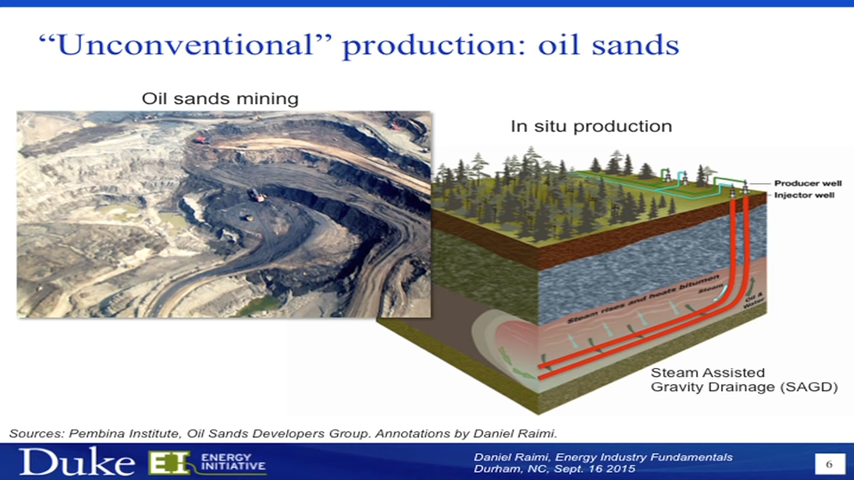 “Unconventional” production: oil sands
Oil sands mining
In situ production
Producer well
Injector well
Steam rises and heats bitumen
Steam
Oil &
Water
Steam Assisted
Gravity Drainage (SAGD)
Sources: Pembina Institute, Oil Sands Developers Group. Annotations by Daniel Raimi.
Duke
EI
ENERGY
INITIATIVE
Daniel Raimi, Energy Industry Fundamentals
Durham, NC, Sept. 16 2015
6